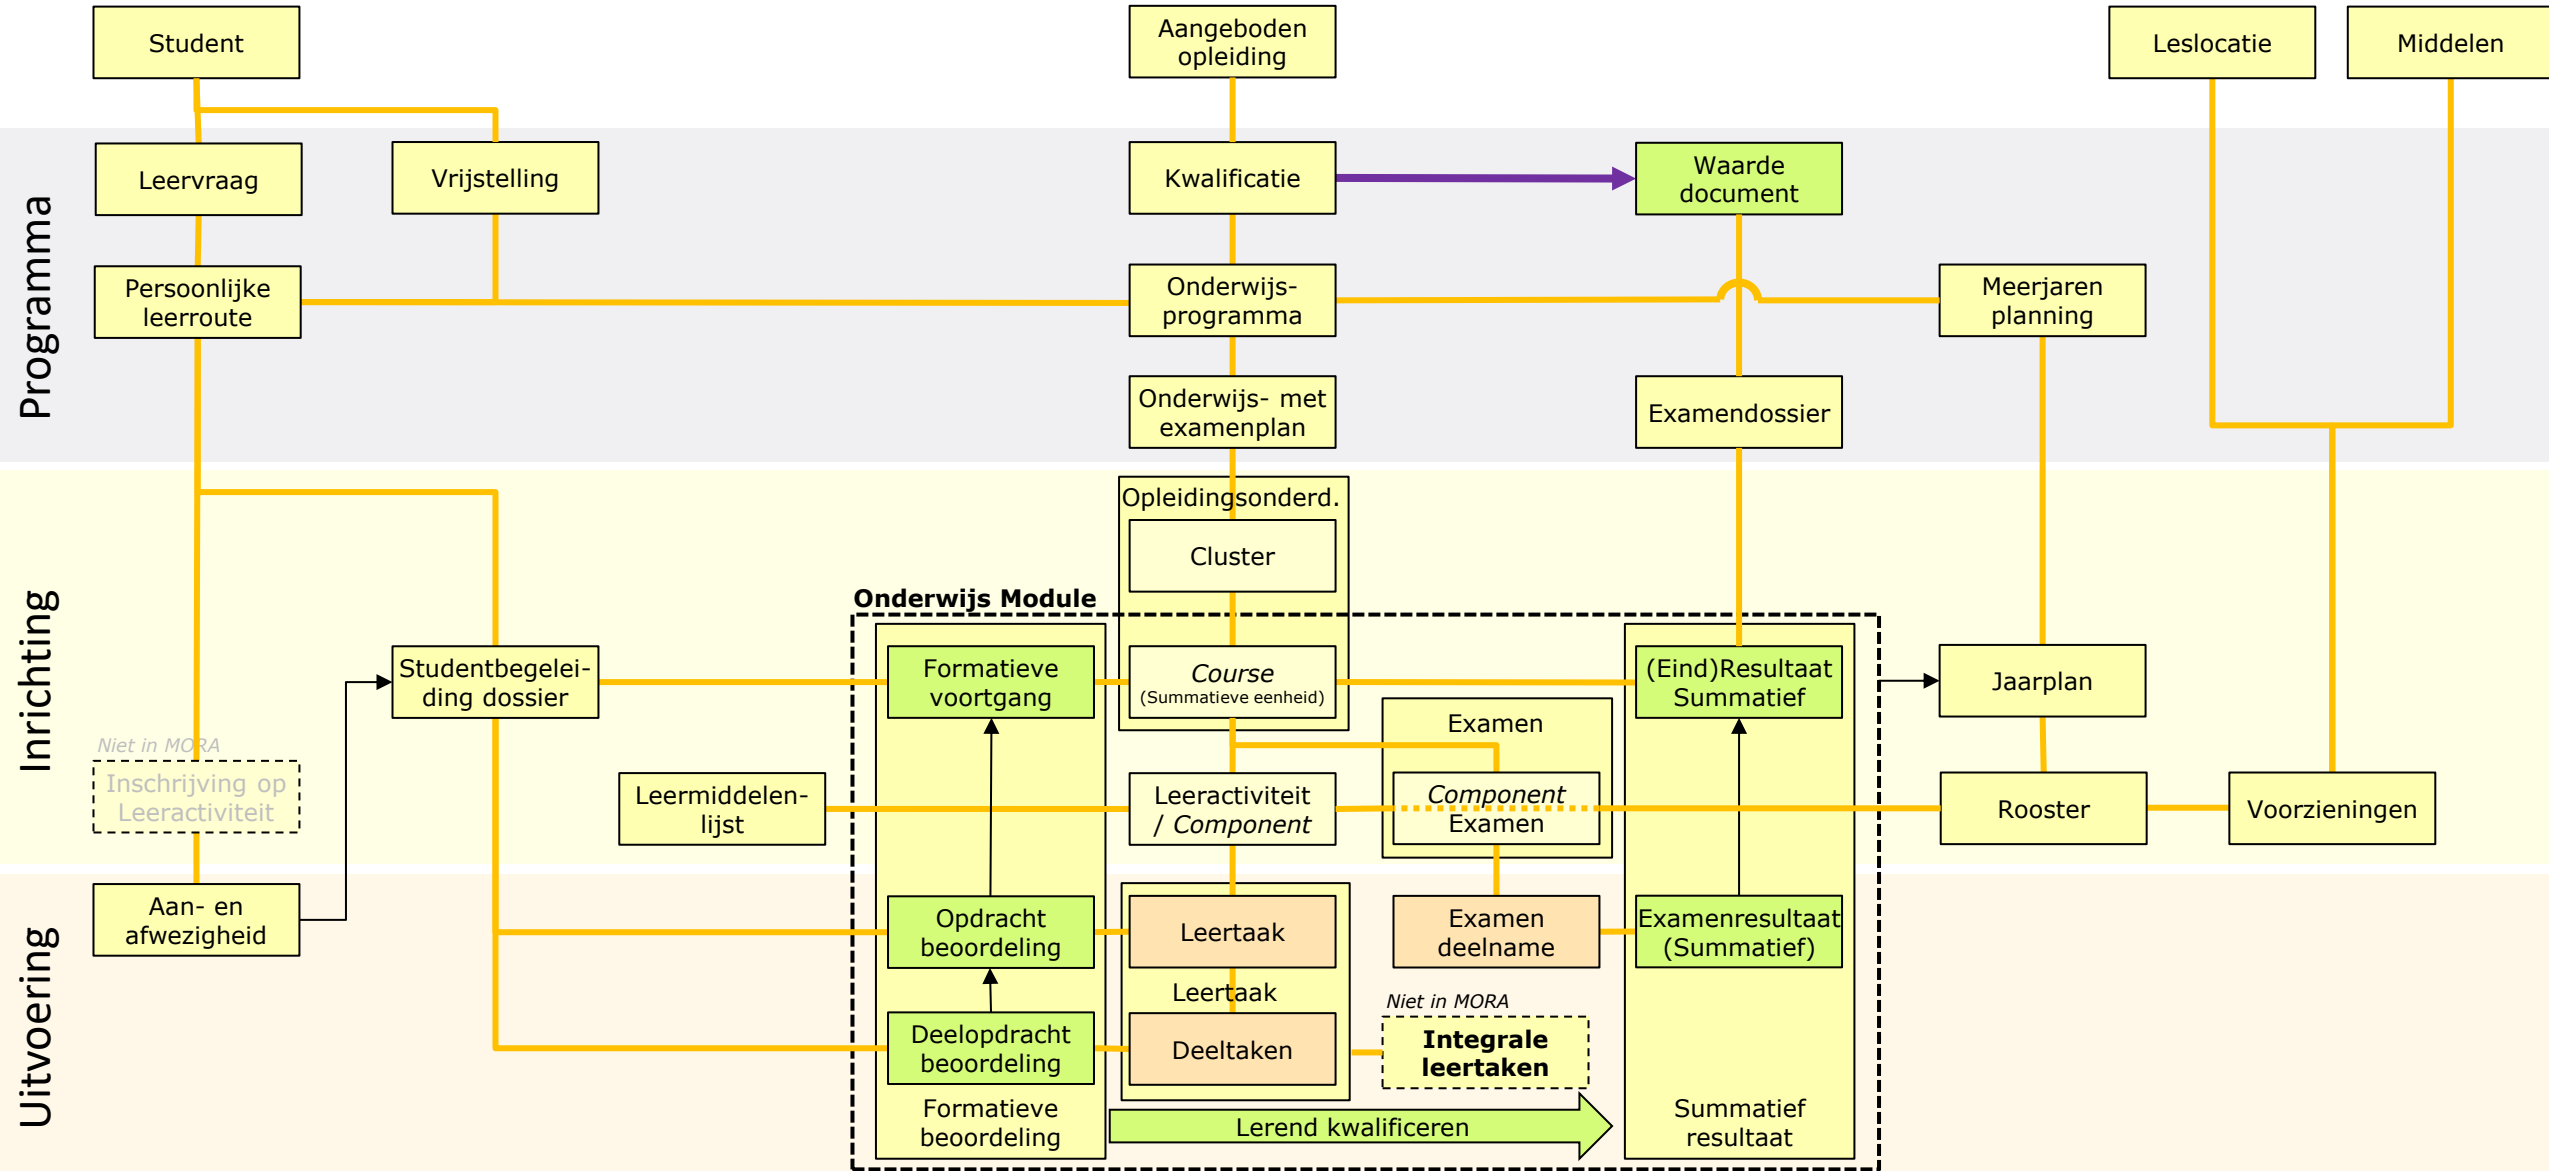 Student
Aangeboden
opleiding
Leslocatie
Middelen
Programma
Leervraag
Vrijstelling
Kwalificatie
Waarde
document
Persoonlijke
leerroute
Onderwijs-
programma
Meerjaren
planning
Onderwijs- met
examenplan
Examendossier
Inrichting
Opleidingsonderd.
Cluster
Onderwijs Module
Studentbegelei-
ding dossier
Formatieve
voortgang
Course
(Summatieve eenheid)
(Eind)Resultaat
Summatief
Jaarplan
Examen
Niet in MORA
Inschrijving op
Leeractiviteit
Leermiddelen-
lijst
Leeractiviteit
/ Component
Component
Examen
Rooster
Voorzieningen
Uitvoering
Aan- en
afwezigheid
Opdracht
beoordeling
Leertaak
Examen
deelname
Examenresultaat
(Summatief)
Leertaak
Niet in MORA
Deelopdracht
beoordeling
Deeltaken
Integrale
leertaken
Formatieve
beoordeling
Lerend kwalificeren
Summatief
resultaat